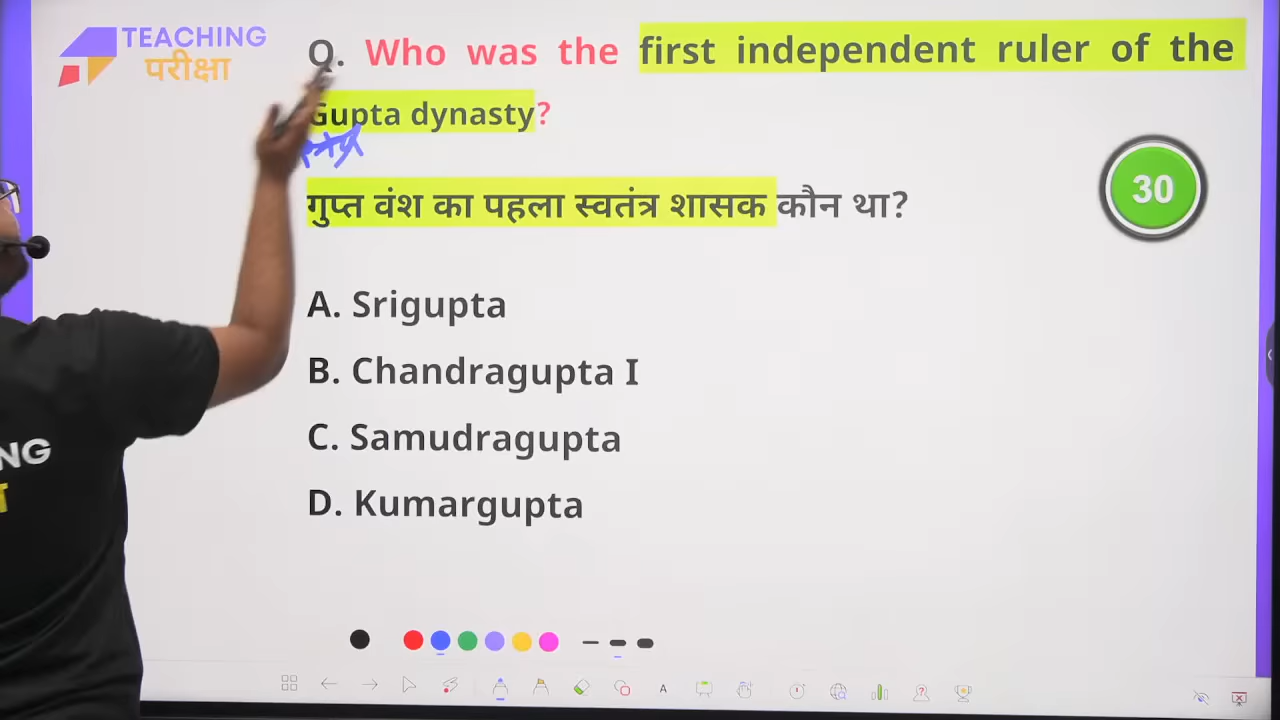 TEACHING
परीक्षा
Q. Who was the first independent ruler of the
Gupta dynasty?
गुप्त वंश का पहला स्वतंत्र शासक कौन था?
30
A. Srigupta
B. Chandragupta I
C. Samudragupta
D. Kumargupta
NG
A